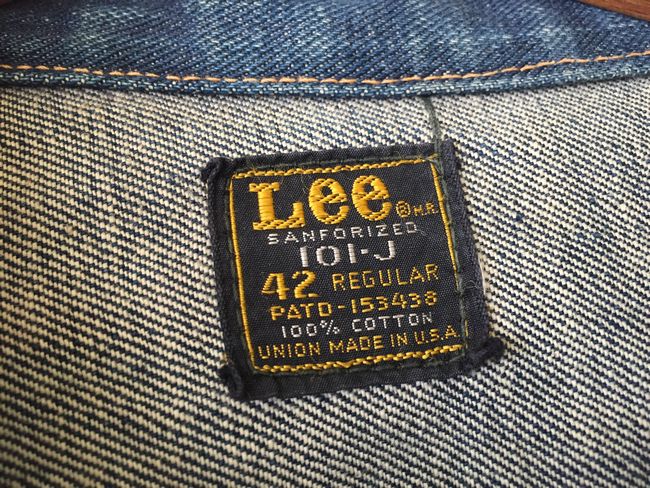 Lee ® M.R.
SANFORIZED
101-J
42 REGULAR
PATD-153438
100% COTTON
UNION MADE IN U.S.A.